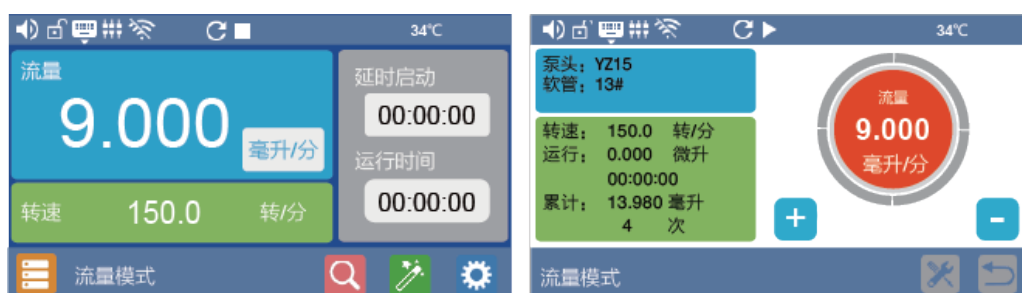 34℃
流量
9.000
毫升/分
转速 150.0 转/分
延时启动
00:00:00
运行时间
00:00:00
流量模式
34℃
泵头：YZ15
软管：13#
转速： 150.0 转/分
运行： 0.000 微升
00:00:00
累计： 13.980 毫升
4 次
流量
9.000
毫升/分
+
-
流量模式